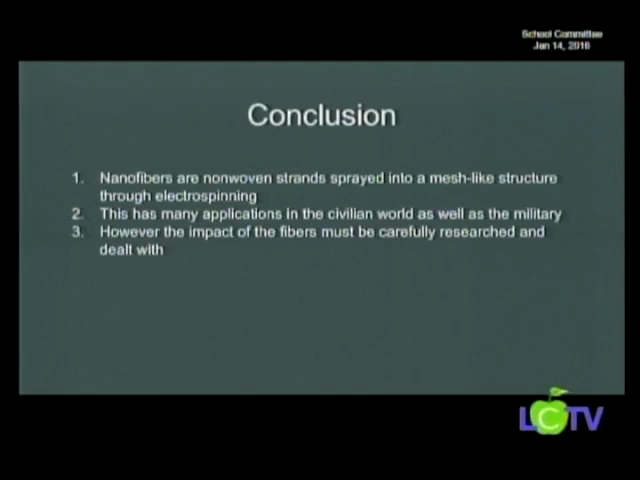 School Committee
Jan 14, 2016
Conclusion
1. Nanofibers are nonwoven strands sprayed into a mesh-like structure
through electrospinning
2. This has many applications in the civilian world as well as the military
3. However the impact of the fibers must be carefully researched and
dealt with
LCTV